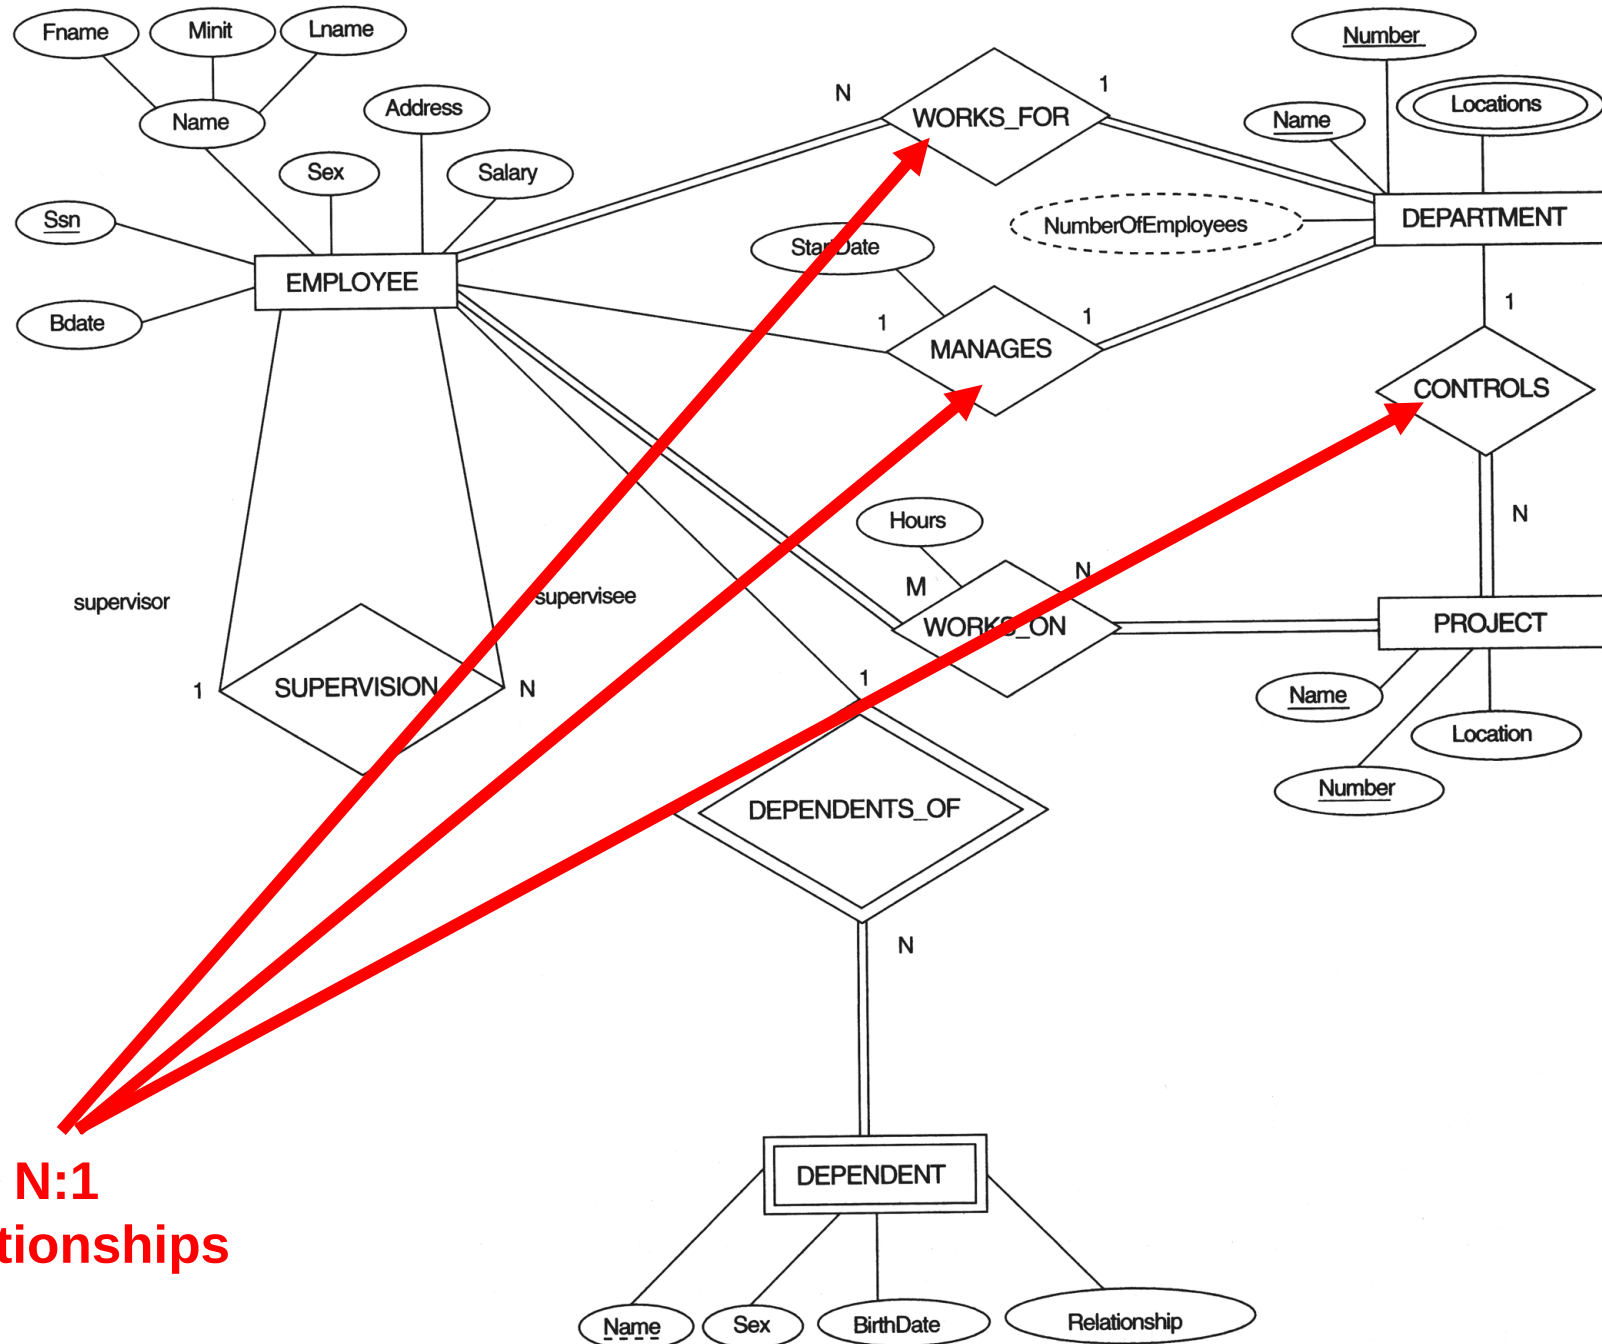 Fname
Minit
Lname
Name
Address
Sex
Salary
Ssn
Bdate
EMPLOYEE
N
WORKS_FOR
1
Number
Name
Locations
NumberOfEmployees
DEPARTMENT
StartDate
1
MANAGES
1
1
CONTROLS
N
supervisor
supervisee
1
SUPERVISION
N
Hours
M
WORKS_ON
N
PROJECT
Name
Number
Location
1
DEPENDENTS_OF
N
DEPENDENT
Name
Sex
BirthDate
Relationship
N:1
tionships